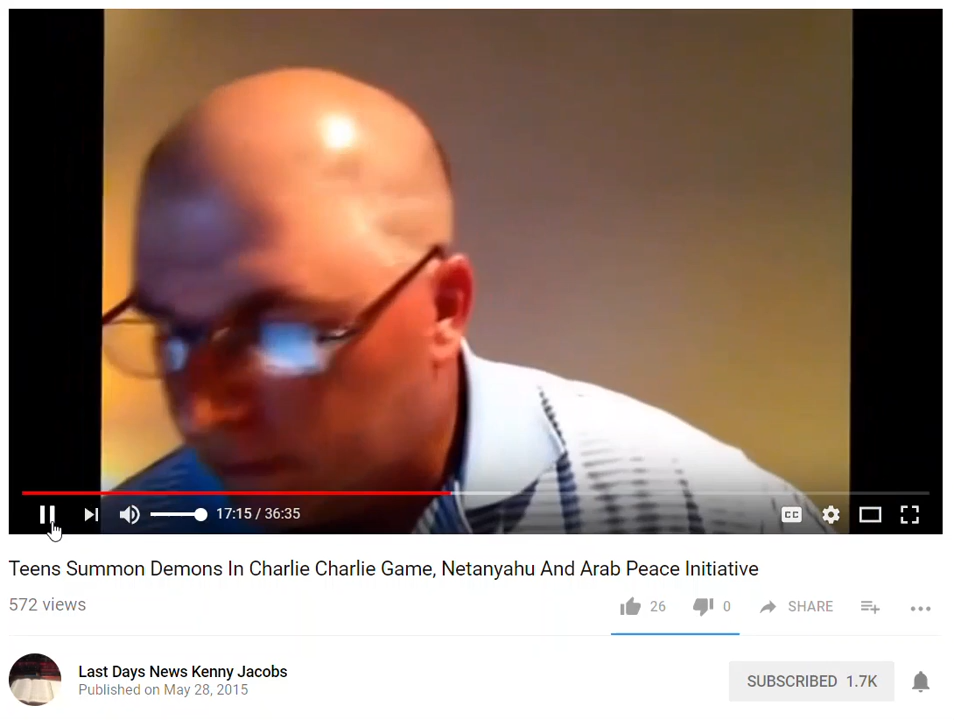 17:15 / 36:35
CC
Teens Summon Demons In Charlie Charlie Game, Netanyahu And Arab Peace Initiative
572 views
26
0
SHARE
Last Days News Kenny Jacobs
Published on May 28, 2015
SUBSCRIBED 1.7K